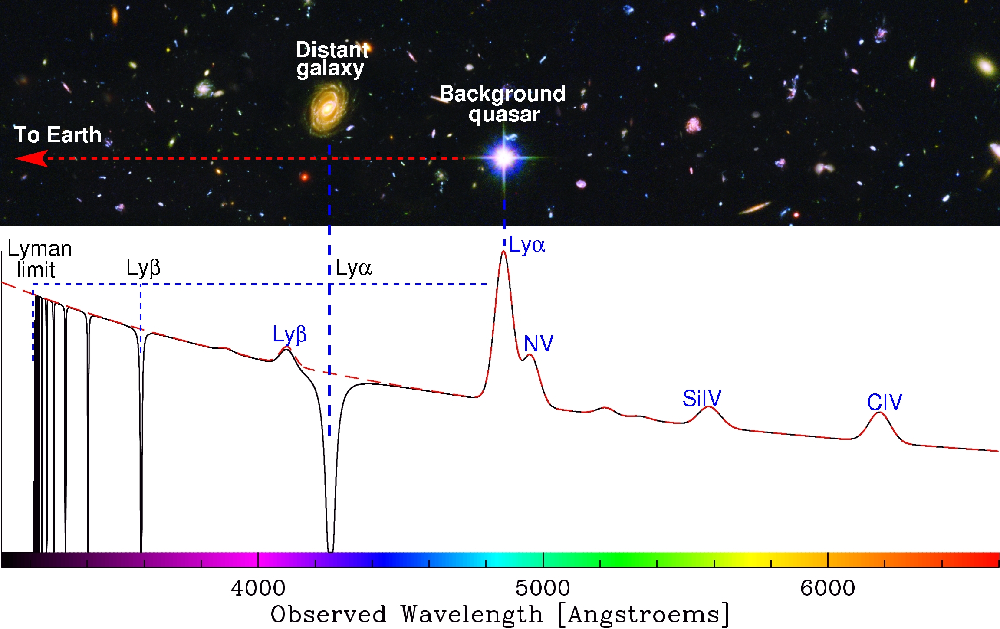 Distant
galaxy
Background
quasar
To Earth
Lyman
limit
Lyβ
Lyα
Lyα
Lyβ
NV
SiIV
CIV
4000
5000
6000
Observed Wavelength [Angstroems]